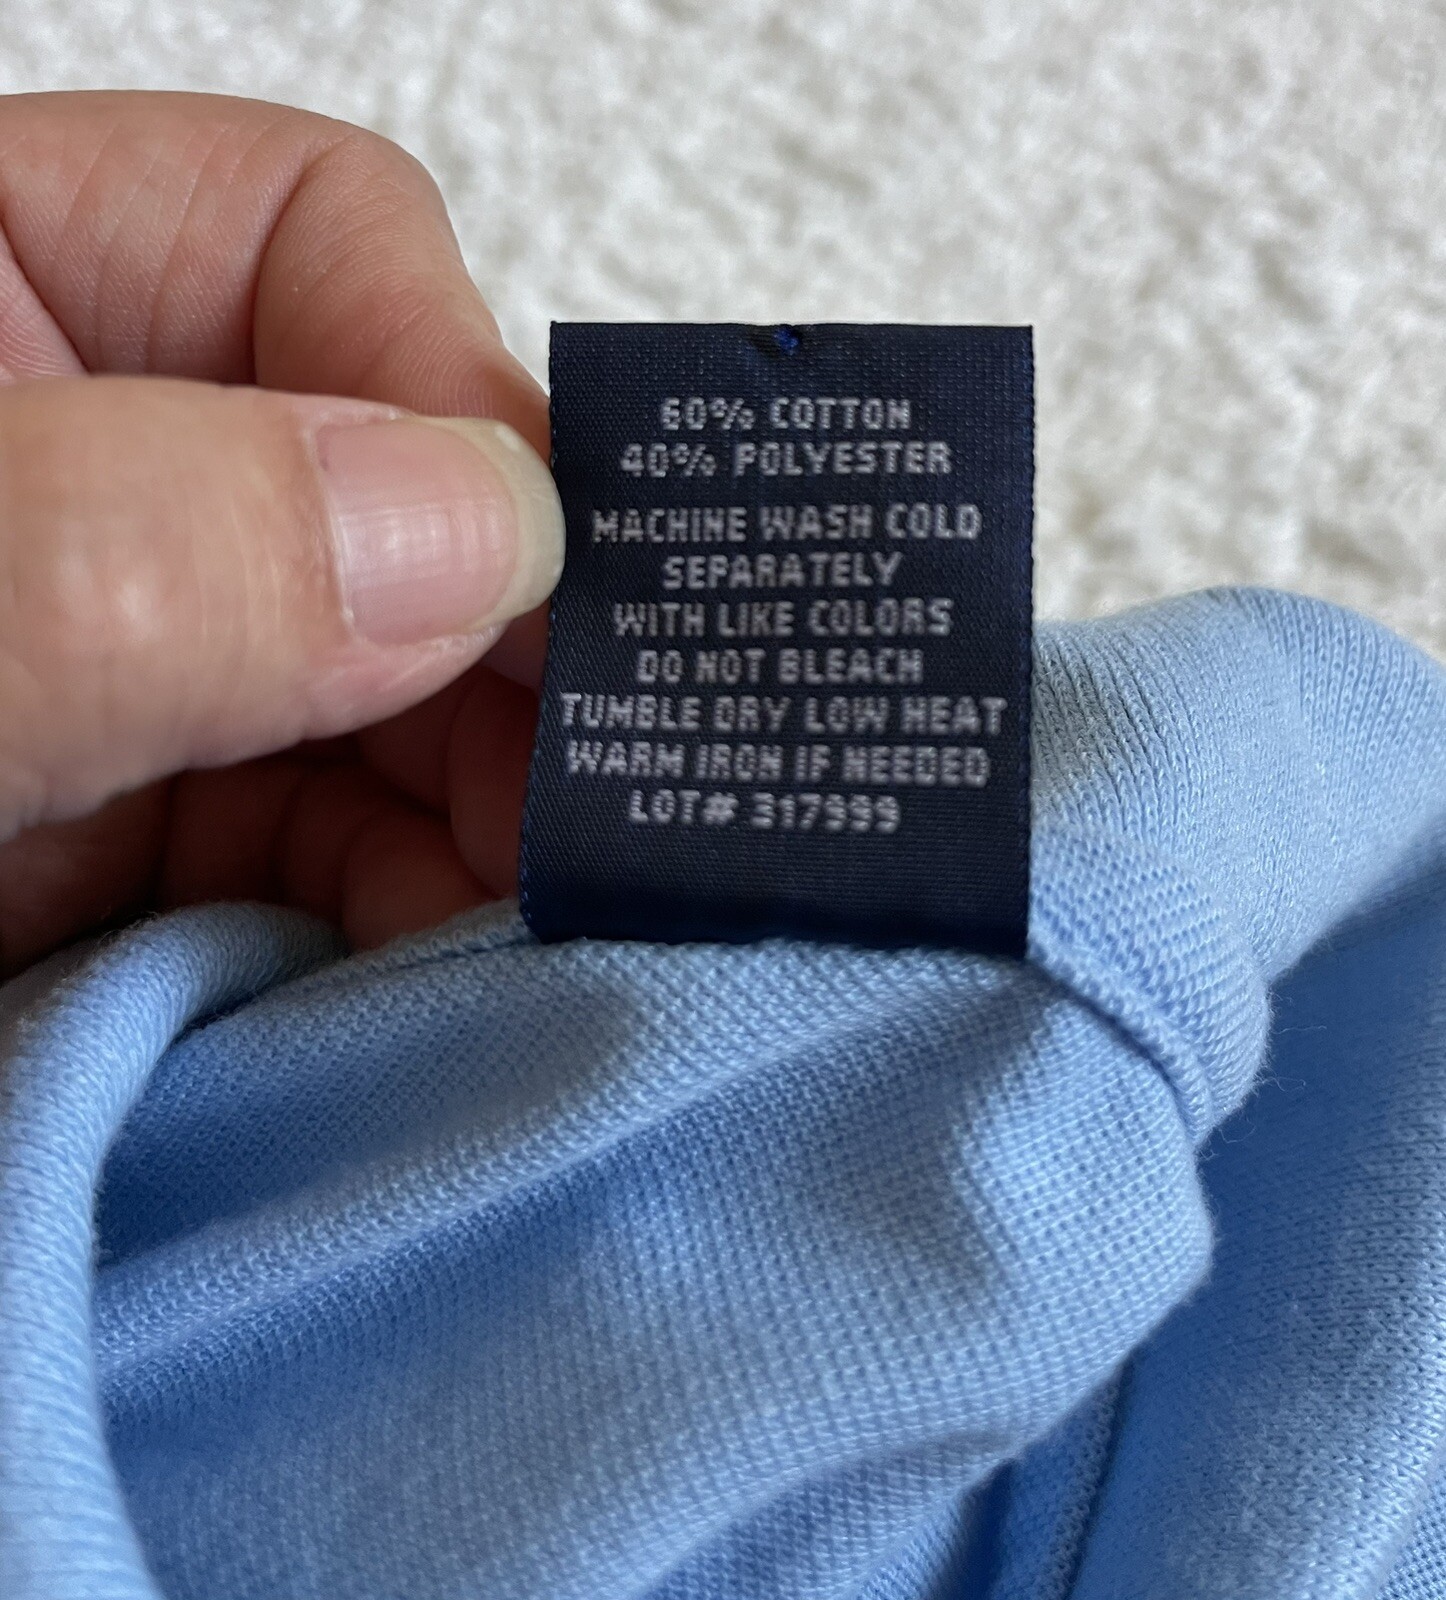 60% COTTON
40% POLYESTER
MACHINE WASH COLD
SEPARATELY
WITH LIKE COLORS
DO NOT BLEACH
TUMBLE DRY LOW HEAT
WARM IRON IF NEEDED
LOT# 317999